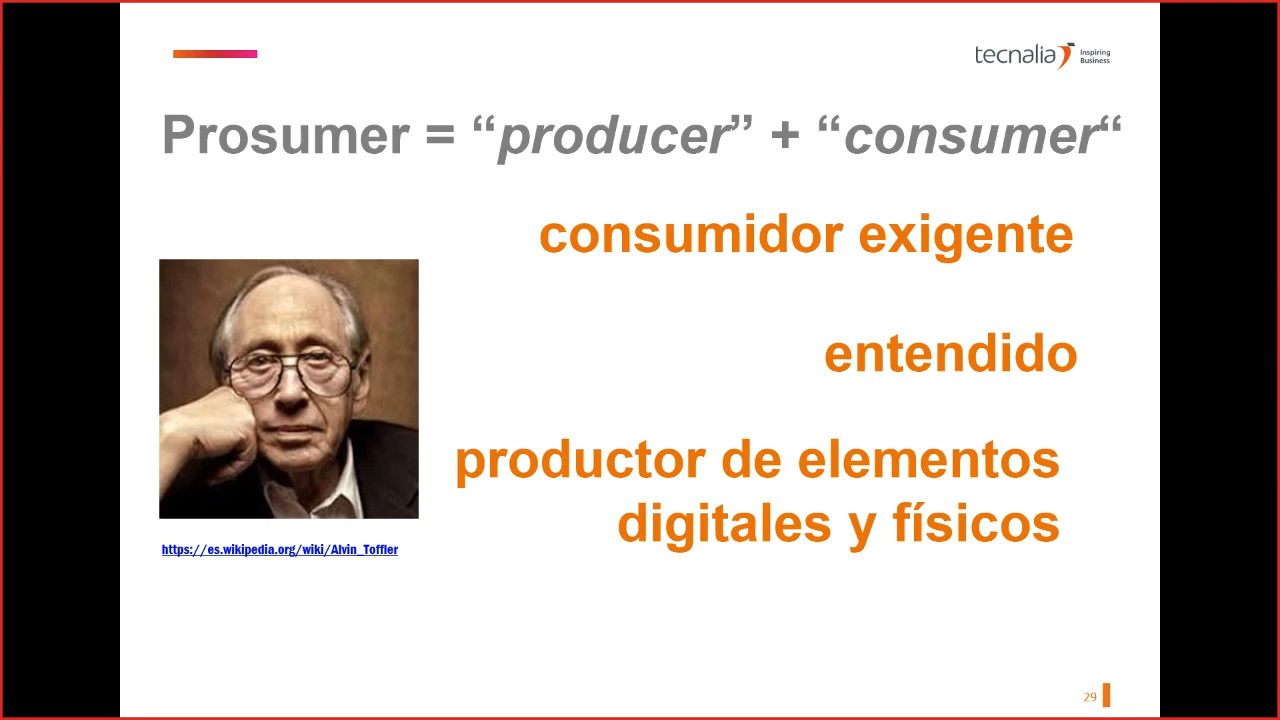 tecnalia Inspiring
Business
Prosumer = “producer” + “consumer“
consumidor exigente
entendido
productor de elementos
digitales y físicos
https://es.wikipedia.org/wiki/Alvin_Toffler
29